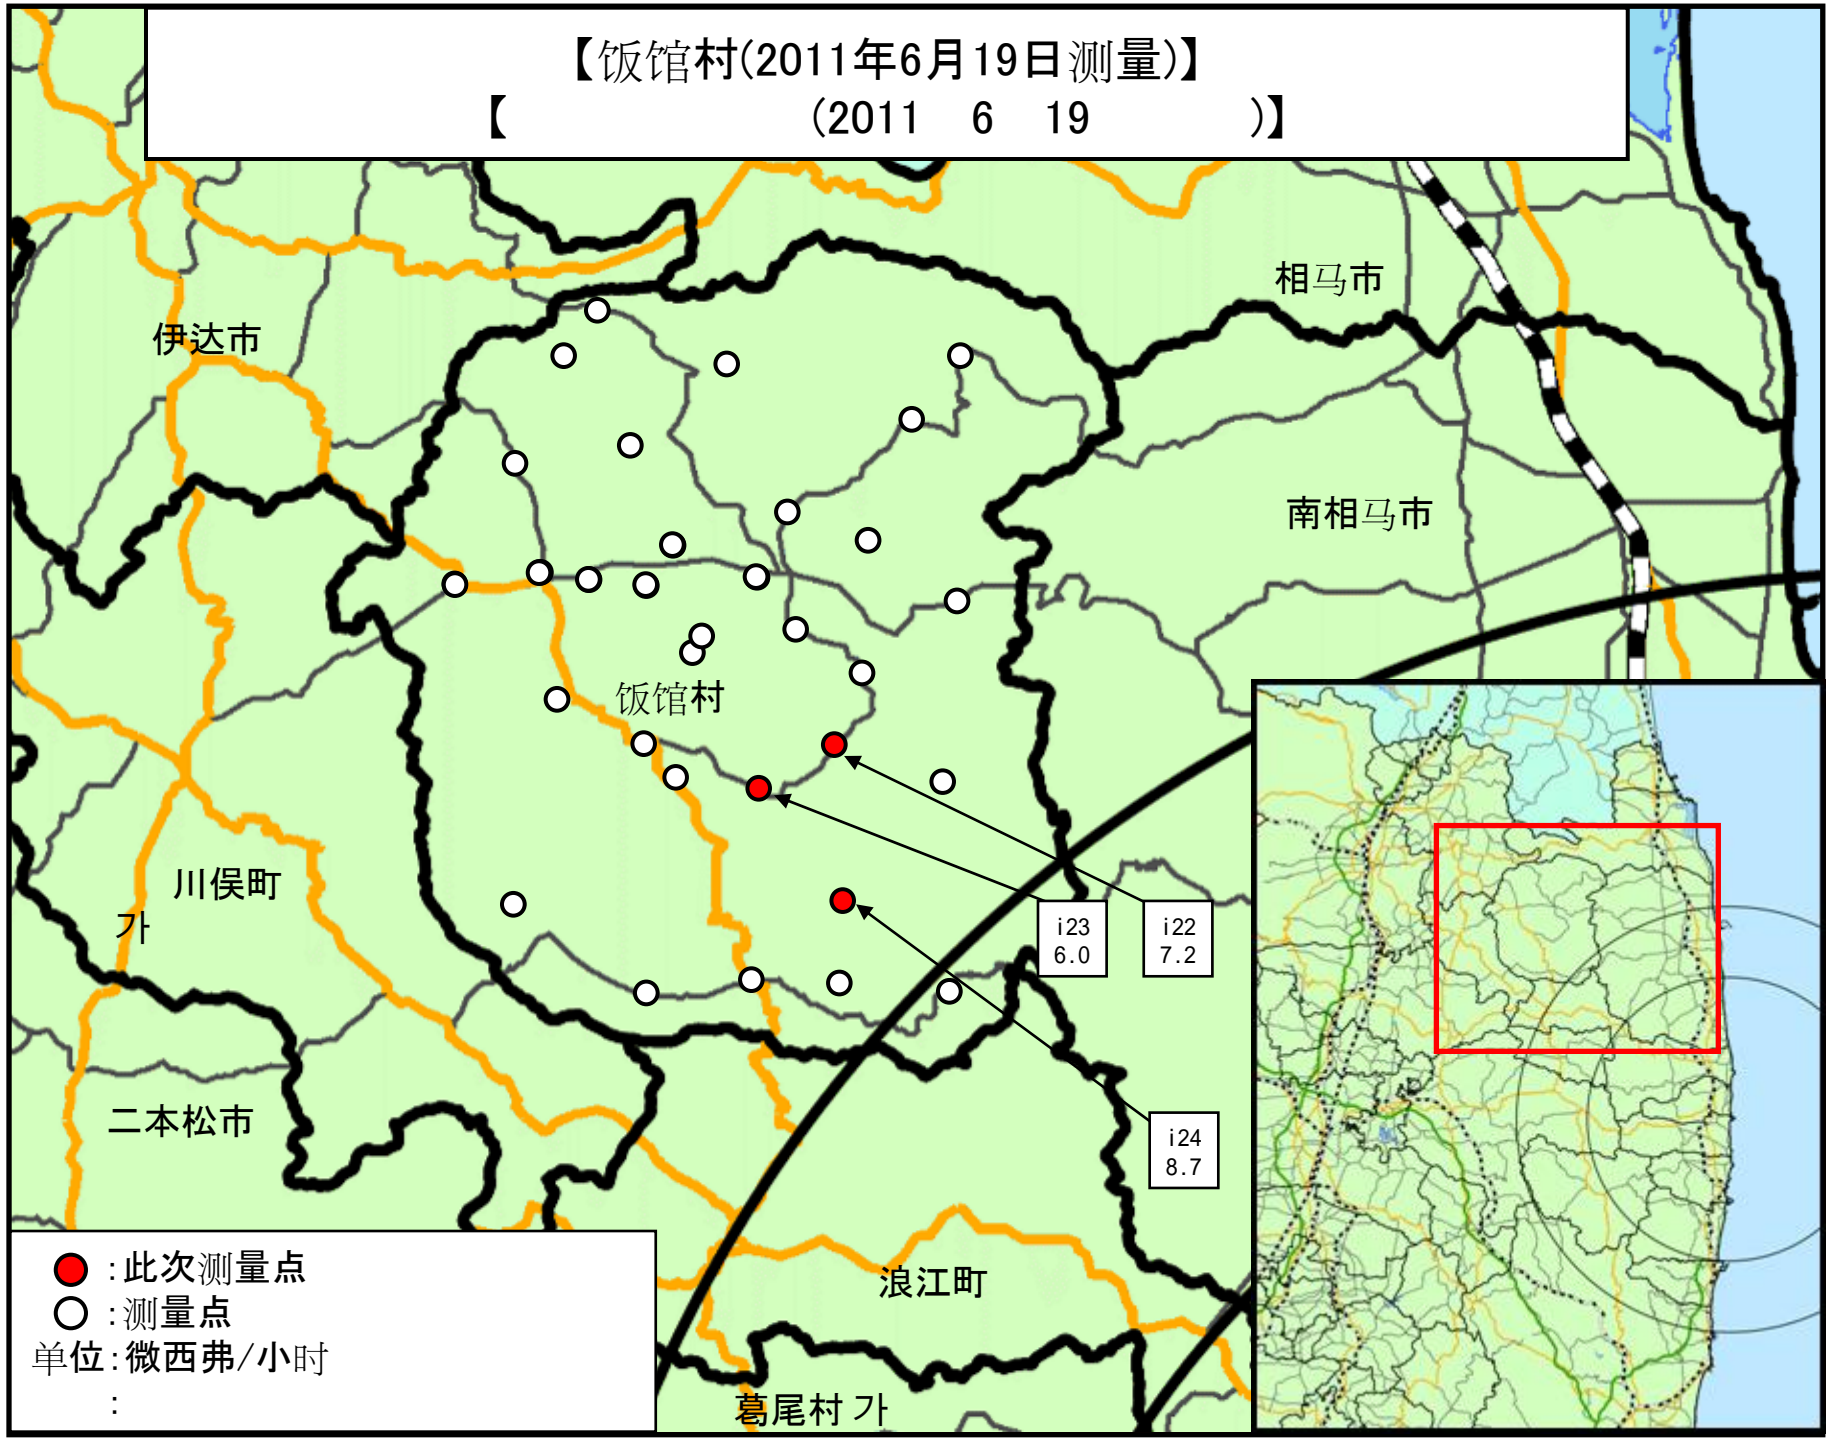 【饭馆村(2011年6月19日测量)】
【 (2011 6 19 )】
相马市
伊达市
南相马市
饭馆村
川俣町
가
i23
6.0
i22
7.2
二本松市
i24
8.7
浪江町
葛尾村 가
:此次测量点
:测量点
单位:微西弗/小时
: